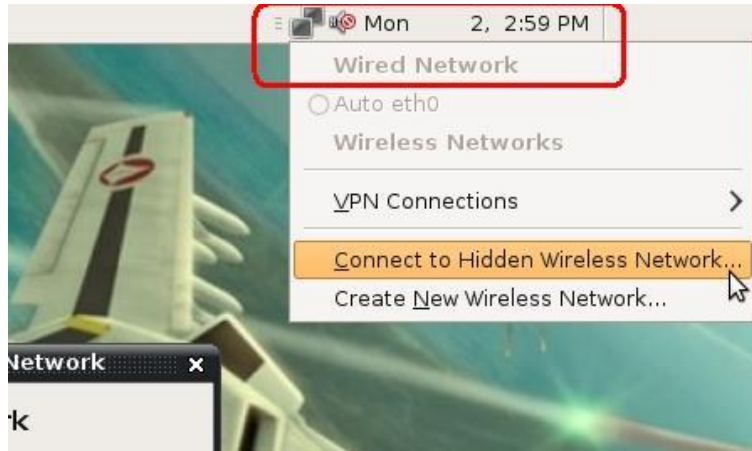 Mon 2, 2:59 PM
Wired Network
Auto eth0
Wireless Networks
VPN Connections
Connect to Hidden Wireless Network...
Create New Wireless Network...
Network
rk